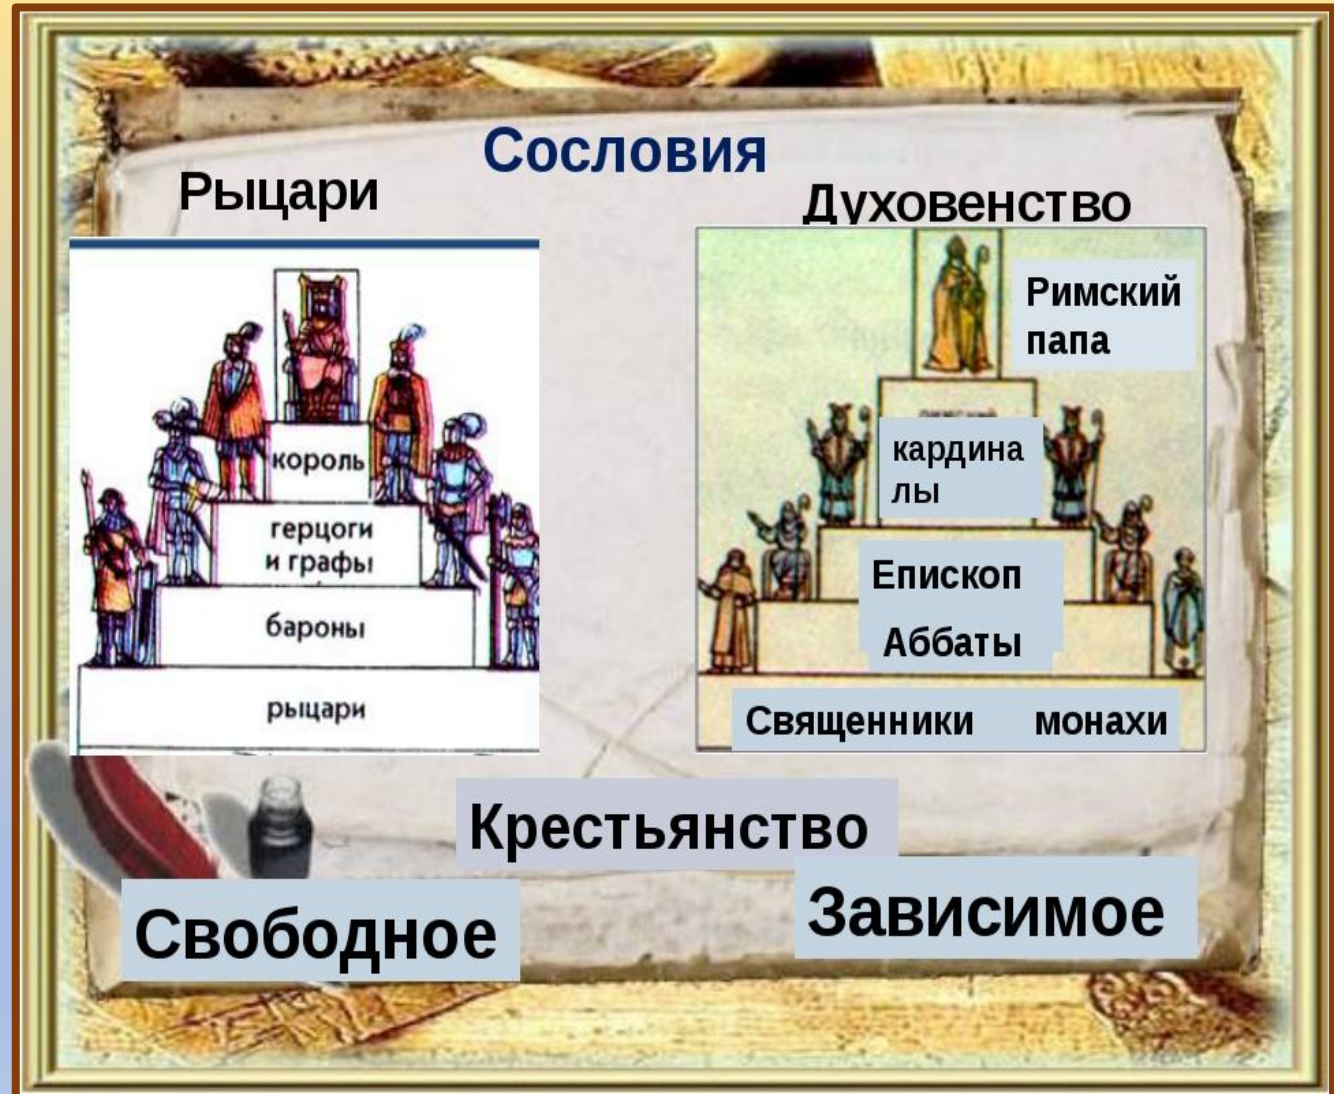 Сословия
Рыцари
Духовенство
король
герцоги
и графы
бароны
рыцари
Римский
папа
кардина
лы
Епископ
Аббаты
Священники монахи
Крестьянство
Свободное
Зависимое